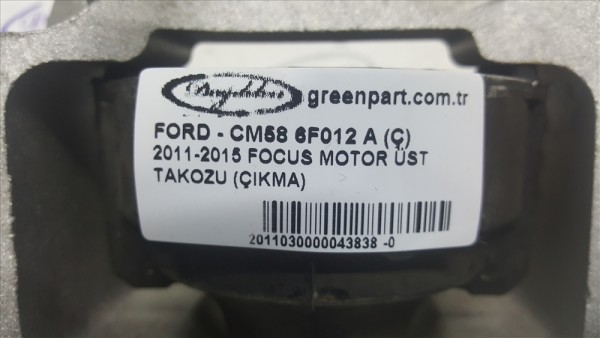 greenpart.com.tr
FORD - CM58 6F012 A (Ç)
2011-2015 FOCUS MOTOR ÜST
TAKOZU (ÇIKMA)
2011030000043838 -0